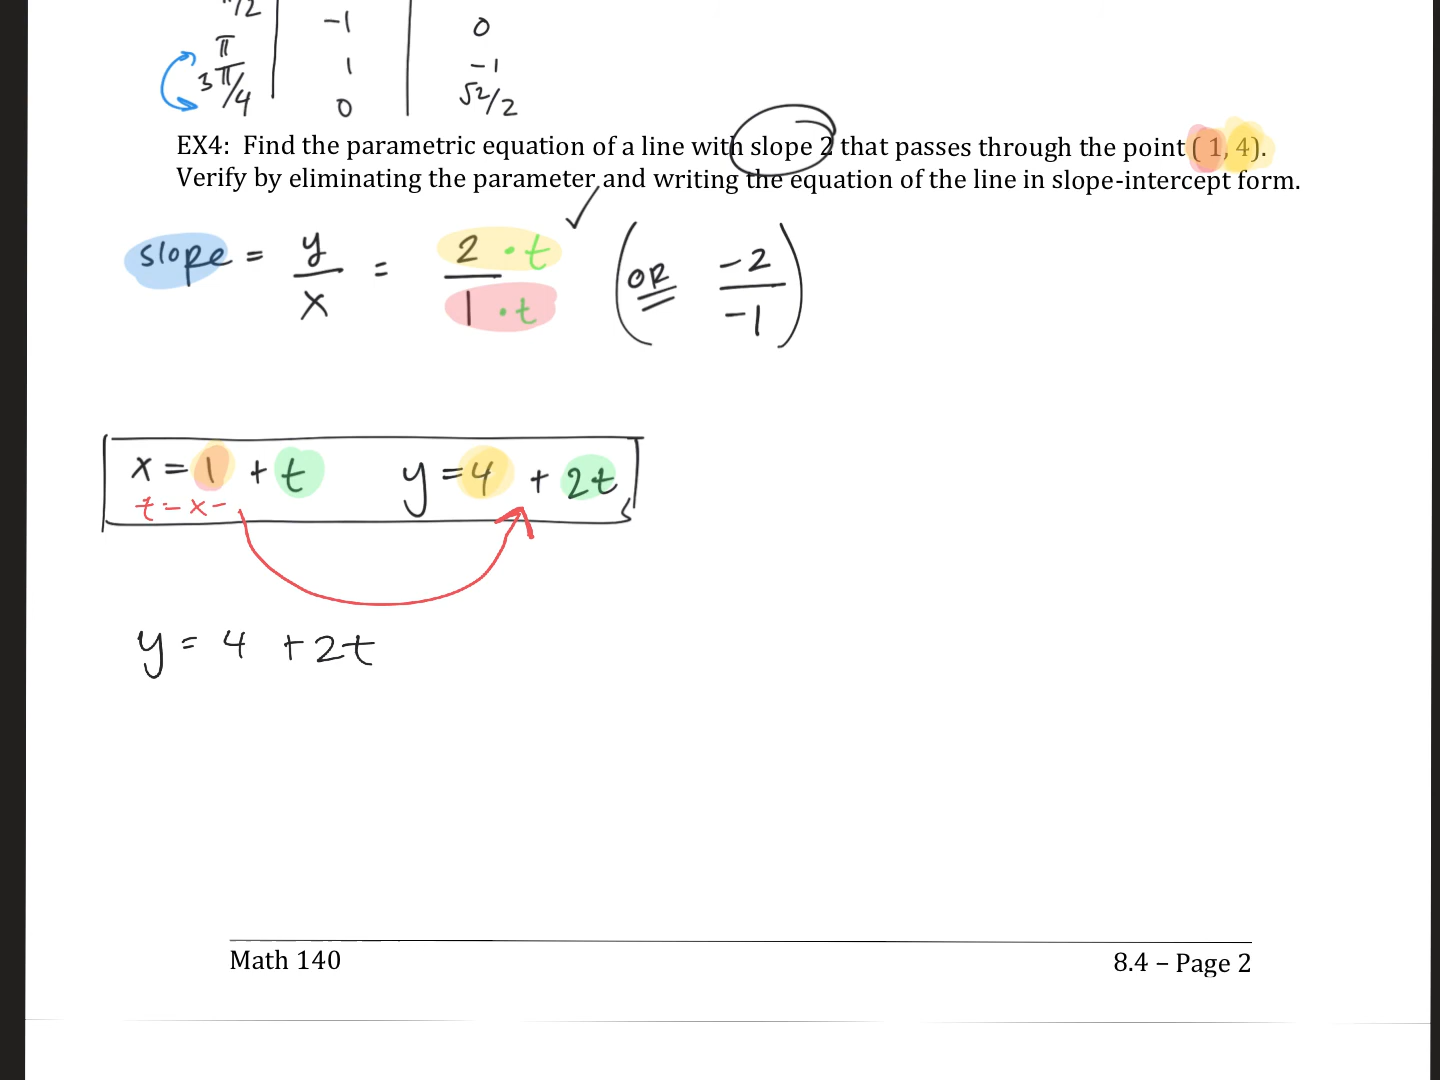 π/2 -1 0
π 1 -1
3π/4 0 √2/2
EX4: Find the parametric equation of a line with slope 2 that passes through the point ( 1, 4).
Verify by eliminating the parameter and writing the equation of the line in slope-intercept form.
slope = y/x = 2 · t / 1 · t (OR -2/-1)
x = 1 + t y = 4 + 2t
t = x -
y = 4 + 2t
Math 140 8.4 – Page 2